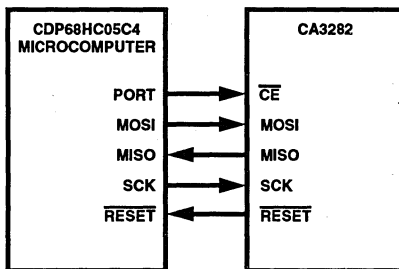 CDP68HC05C4
MICROCOMPUTER
CA3282
PORT
CE
MOSI
MOSI
MISO
MISO
SCK
SCK
RESET
RESET